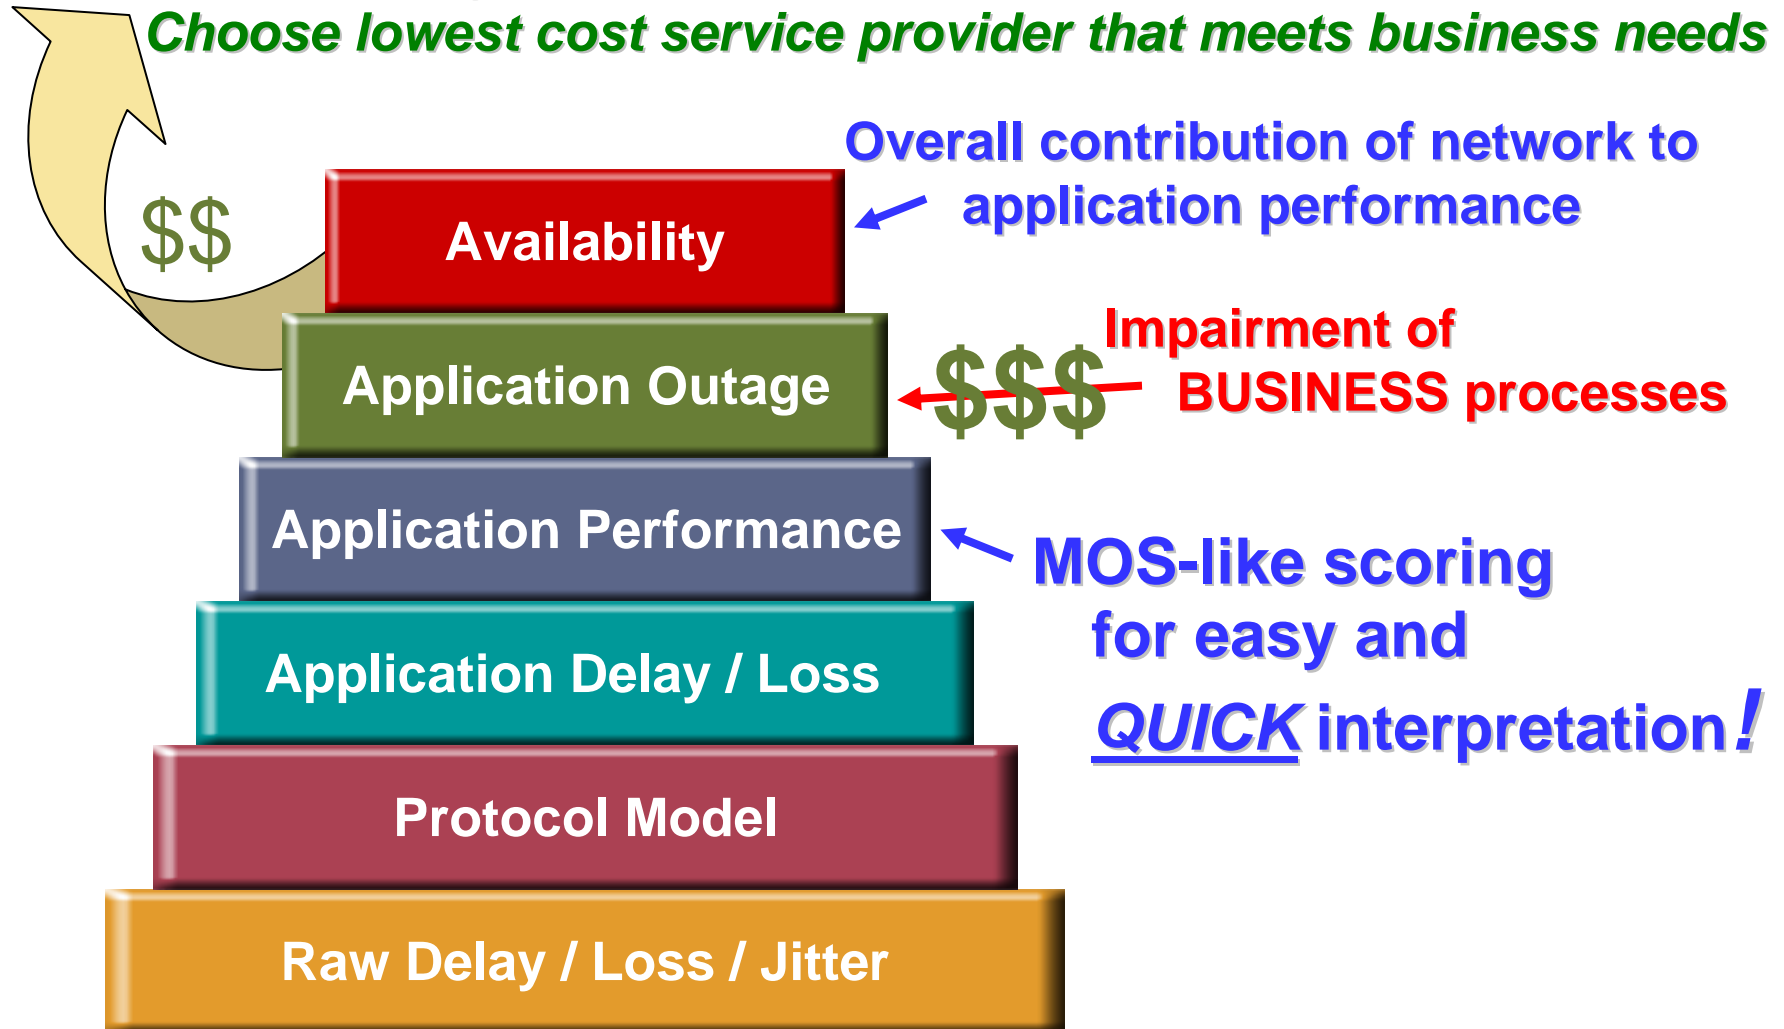 Choose lowest cost service provider that meets business needs
Overall contribution of network to
application performance
$$
Availability
Impairment of
$$$
BUSINESS processes
Application Outage
Application Performance
MOS-like scoring
for easy and
QUICK interpretation!
Application Delay / Loss
Protocol Model
Raw Delay / Loss / Jitter